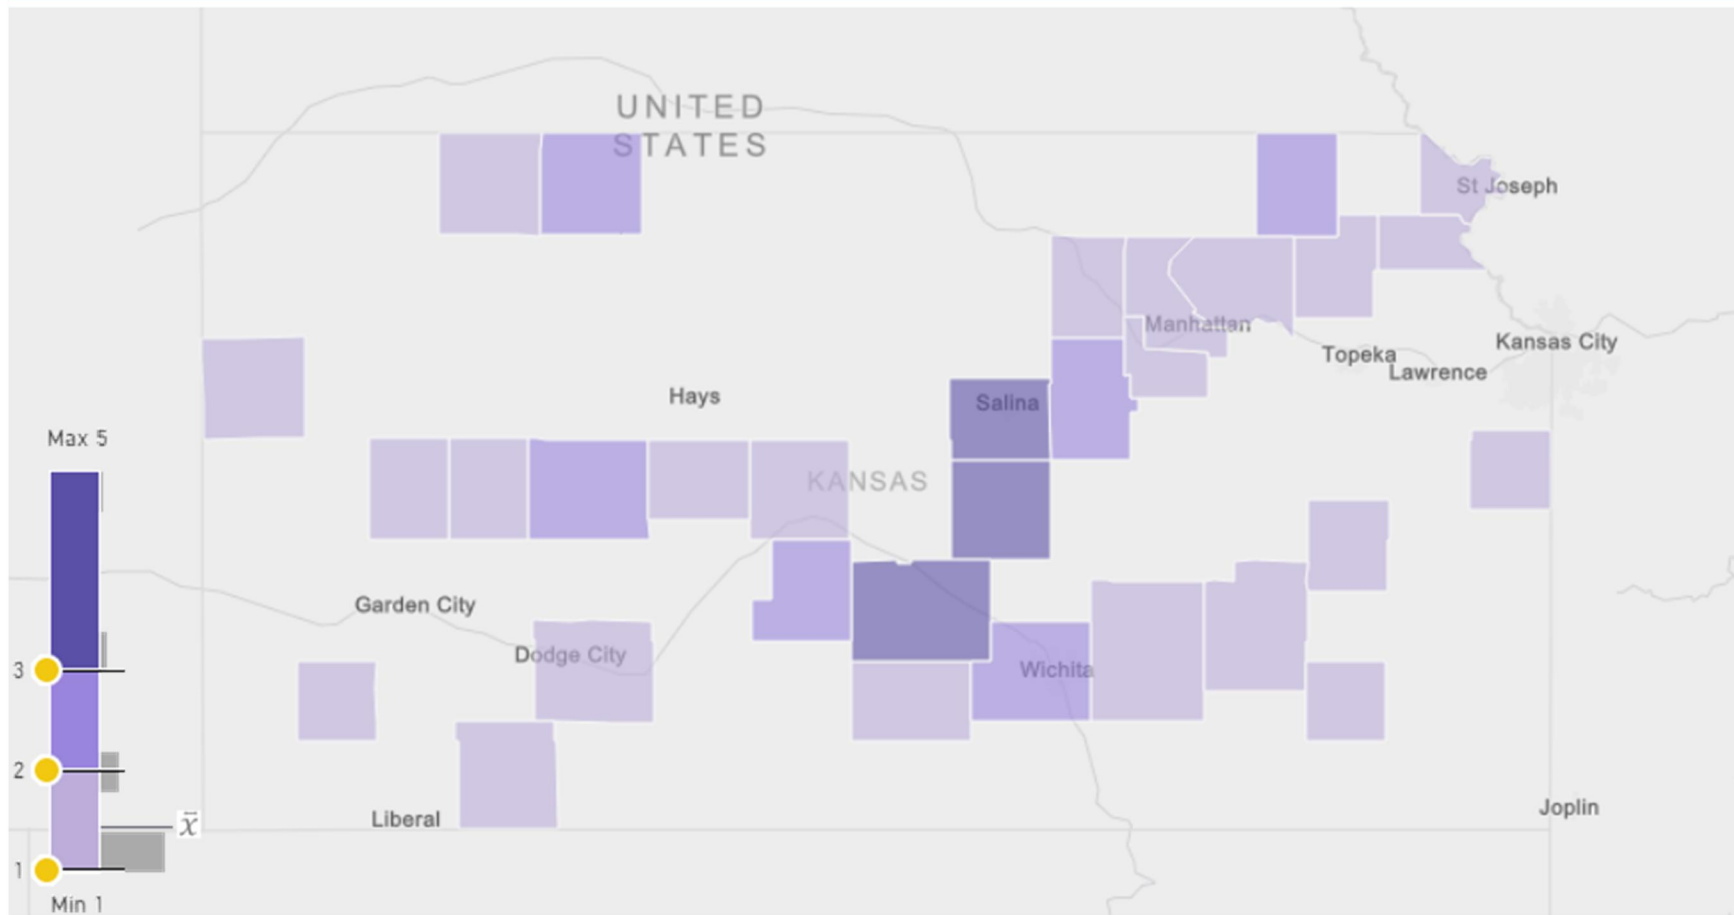 UNITED
STATES
St Joseph
Manhattan
Kansas City
Topeka
Lawrence
Hays
Salina
Max 5
KANSAS
Garden City
Dodge City
Wichita
3
2
Liberal
x̄
Joplin
1
Min 1